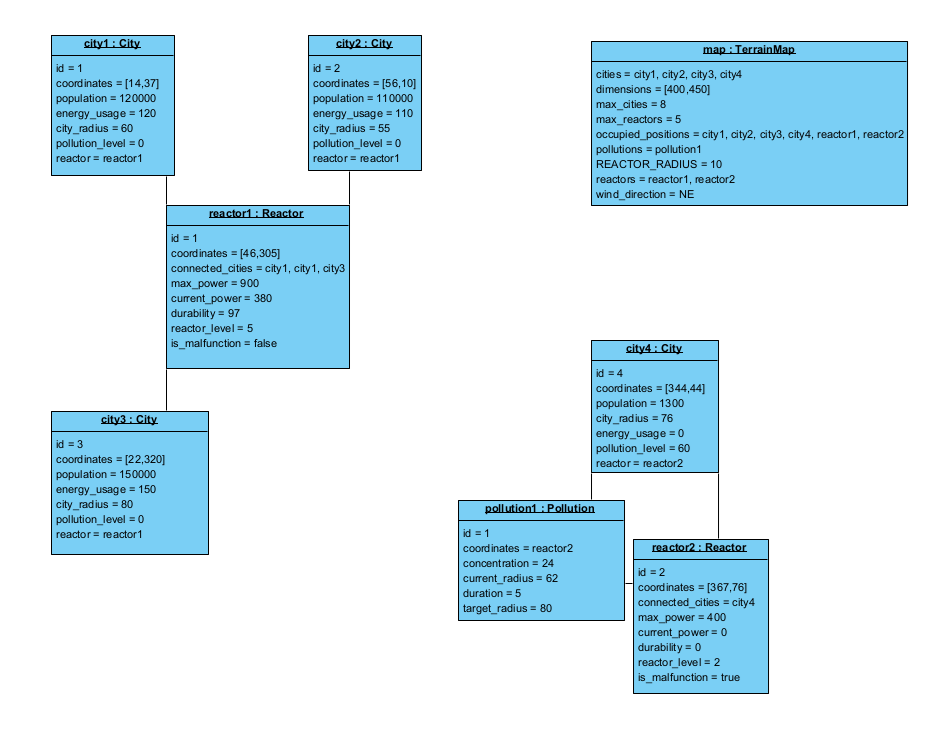 city1 : City
id = 1
coordinates = [14,37]
population = 120000
energy_usage = 120
city_radius = 60
pollution_level = 0
reactor = reactor1
city2 : City
id = 2
coordinates = [56,10]
population = 110000
energy_usage = 110
city_radius = 55
pollution_level = 0
reactor = reactor1
map : TerrainMap
cities = city1, city2, city3, city4
dimensions = [400,450]
max_cities = 8
max_reactors = 5
occupied_positions = city1, city2, city3, city4, reactor1, reactor2
pollutions = pollution1
REACTOR_RADIUS = 10
reactors = reactor1, reactor2
wind_direction = NE
reactor1 : Reactor
id = 1
coordinates = [46,305]
connected_cities = city1, city1, city3
max_power = 900
current_power = 380
durability = 97
reactor_level = 5
is_malfunction = false
city4 : City
id = 4
coordinates = [344,44]
population = 1300
city_radius = 76
energy_usage = 0
pollution_level = 60
reactor = reactor2
city3 : City
id = 3
coordinates = [22,320]
population = 150000
energy_usage = 150
city_radius = 80
pollution_level = 0
reactor = reactor1
pollution1 : Pollution
id = 1
coordinates = reactor2
concentration = 24
current_radius = 62
duration = 5
target_radius = 80
reactor2 : Reactor
id = 2
coordinates = [367,76]
connected_cities = city4
max_power = 400
current_power = 0
durability = 0
reactor_level = 2
is_malfunction = true